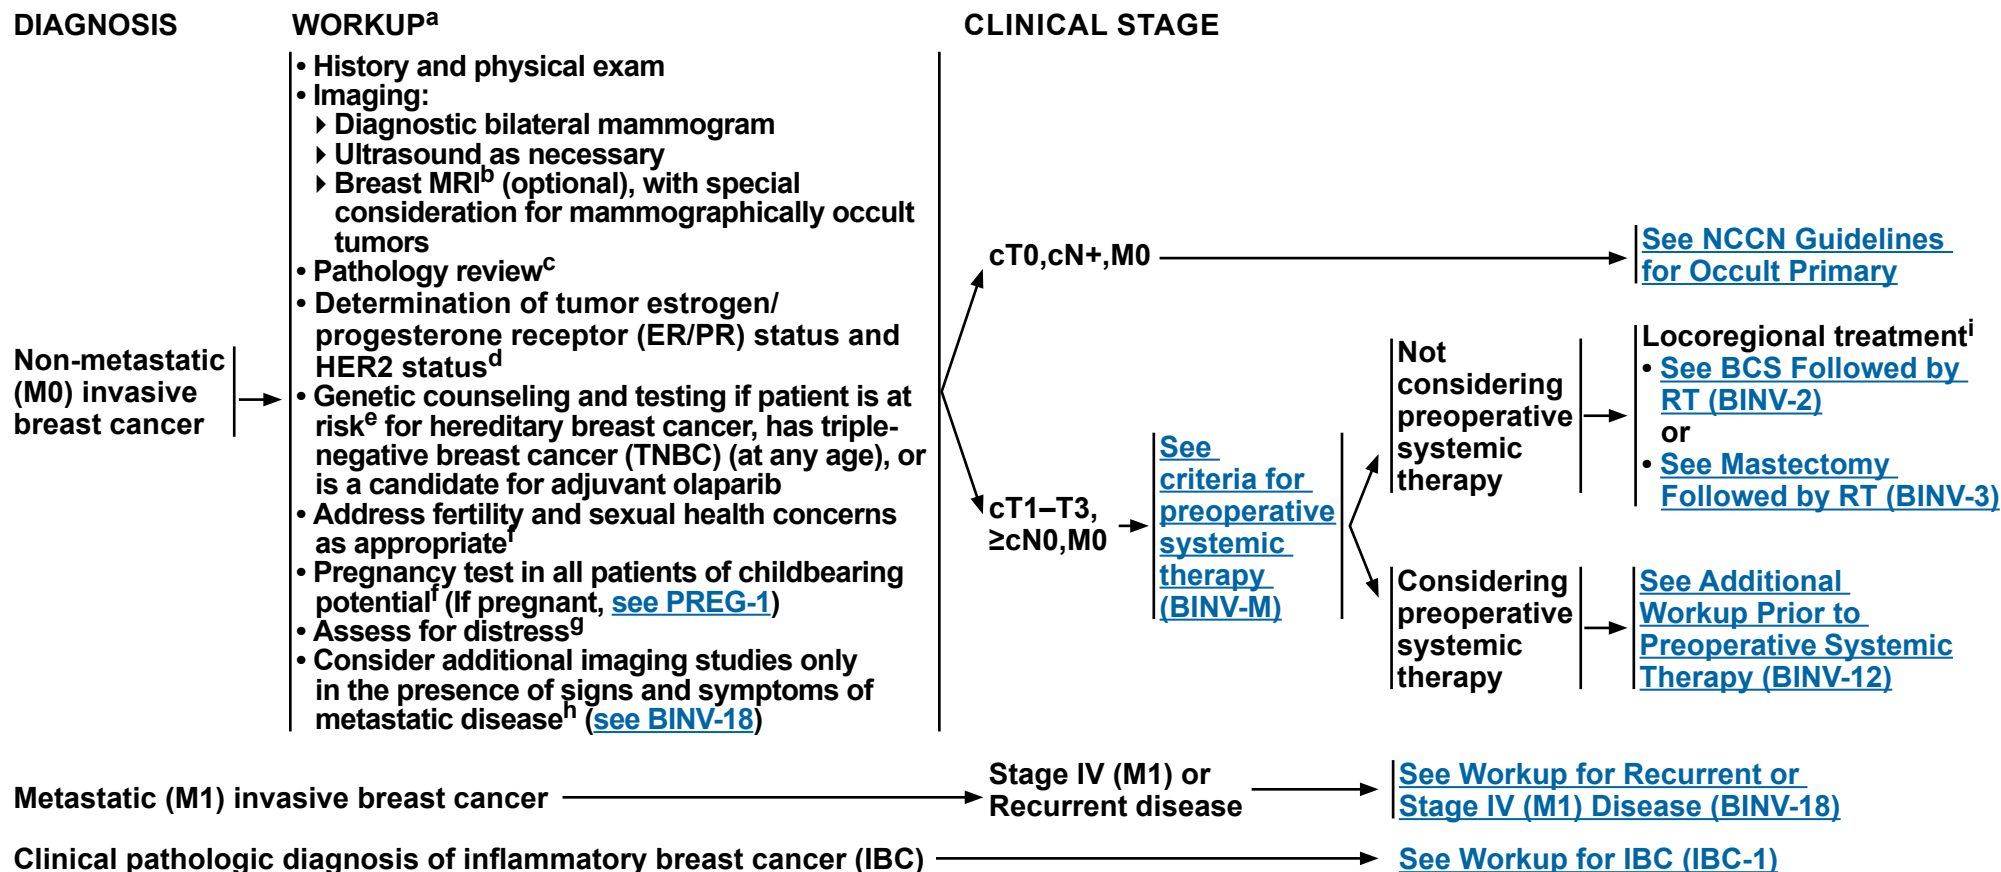 DIAGNOSIS
WORKUPa
CLINICAL STAGE
Non-metastatic
(M0) invasive
breast cancer
• History and physical exam
• Imaging:
Diagnostic bilateral mammogram
Ultrasound as necessary
Breast MRIb (optional), with special
consideration for mammographically occult
tumors
• Pathology reviewc
• Determination of tumor estrogen/
progesterone receptor (ER/PR) status and
HER2 statusd
• Genetic counseling and testing if patient is at
riske for hereditary breast cancer, has triple-
negative breast cancer (TNBC) (at any age), or
is a candidate for adjuvant olaparib
• Address fertility and sexual health concerns
as appropriatef
• Pregnancy test in all patients of childbearing
potentialf (If pregnant, see PREG-1)
• Assess for distressg
• Consider additional imaging studies only
in the presence of signs and symptoms of
metastatic diseaseh (see BINV-18)
cT0,cN+,M0
See NCCN Guidelines
for Occult Primary
cT1–T3,
≥cN0,M0
See
criteria for
preoperative
systemic
therapy
(BINV-M)
Not
considering
preoperative
systemic
therapy
Locoregional treatmenti
• See BCS Followed by
RT (BINV-2)
or
• See Mastectomy
Followed by RT (BINV-3)
Considering
preoperative
systemic
therapy
See Additional
Workup Prior to
Preoperative Systemic
Therapy (BINV-12)
Metastatic (M1) invasive breast cancer
Stage IV (M1) or
Recurrent disease
See Workup for Recurrent or
Stage IV (M1) Disease (BINV-18)
Clinical pathologic diagnosis of inflammatory breast cancer (IBC)
See Workup for IBC (IBC-1)